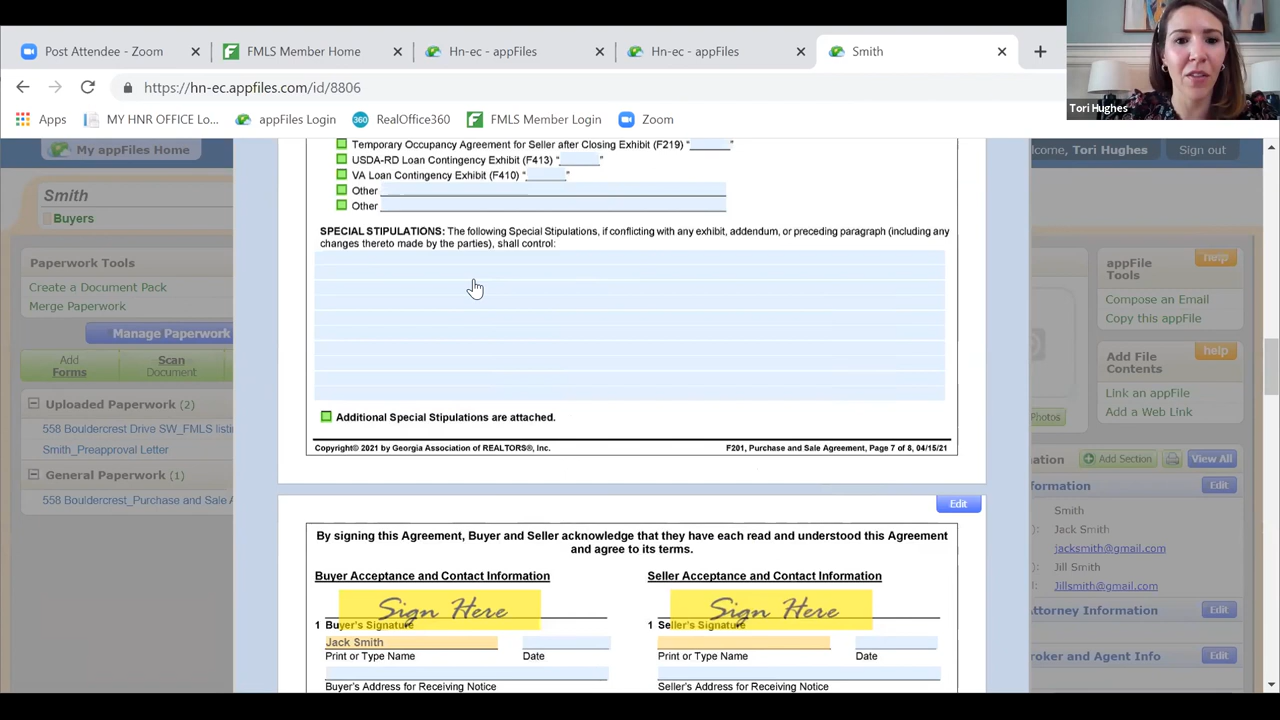 Post Attendee - Zoom
FMLS Member Home
Hn-ec - appFiles
Hn-ec - appFiles
Smith
https://hn-ec.appfiles.com/id/8806
Tori Hughes
Apps
MY HNR OFFICE Lo...
appFiles Login
360
RealOffice360
FMLS Member Login
Zoom
My appFiles Home
lcome, Tori Hughes
Sign out
Smith
Buyers
Paperwork Tools
Create a Document Pack
Merge Paperwork
Manage Paperwork
Add
Forms
Scan
Document
Uploaded Paperwork (2)
558 Bouldercrest Drive SW_FMLS listi
Smith_Preapproval Letter
General Paperwork (1)
558 Bouldercrest_Purchase and Sale A
Temporary Occupancy Agreement for Seller after Closing Exhibit (F219) "_____"
USDA-RD Loan Contingency Exhibit (F413) "_____"
VA Loan Contingency Exhibit (F410) "_____"
Other
Other
SPECIAL STIPULATIONS: The following Special Stipulations, if conflicting with any exhibit, addendum, or preceding paragraph (including any
changes thereto made by the parties), shall control:
Additional Special Stipulations are attached.
Copyright© 2021 by Georgia Association of REALTORS®, Inc.
F201, Purchase and Sale Agreement, Page 7 of 8, 04/15/21
Edit
By signing this Agreement, Buyer and Seller acknowledge that they have each read and understood this Agreement
and agree to its terms.
Buyer Acceptance and Contact Information
Sign Here
1 Buyer's Signature
Jack Smith
Print or Type Name
Date
Buyer's Address for Receiving Notice
Seller Acceptance and Contact Information
Sign Here
1 Seller's Signature
Print or Type Name
Date
Seller's Address for Receiving Notice
appFile
Tools
help
Compose an Email
Copy this appFile
Add File
Contents
help
Link an appFile
Add a Web Link
Photos
mation
Add Section
View All
formation
Edit
Smith
):
Jack Smith
jacksmith@gmail.com
):
Jill Smith
Jillsmith@gmail.com
ttorney Information
Edit
roker and Agent Info
Edit